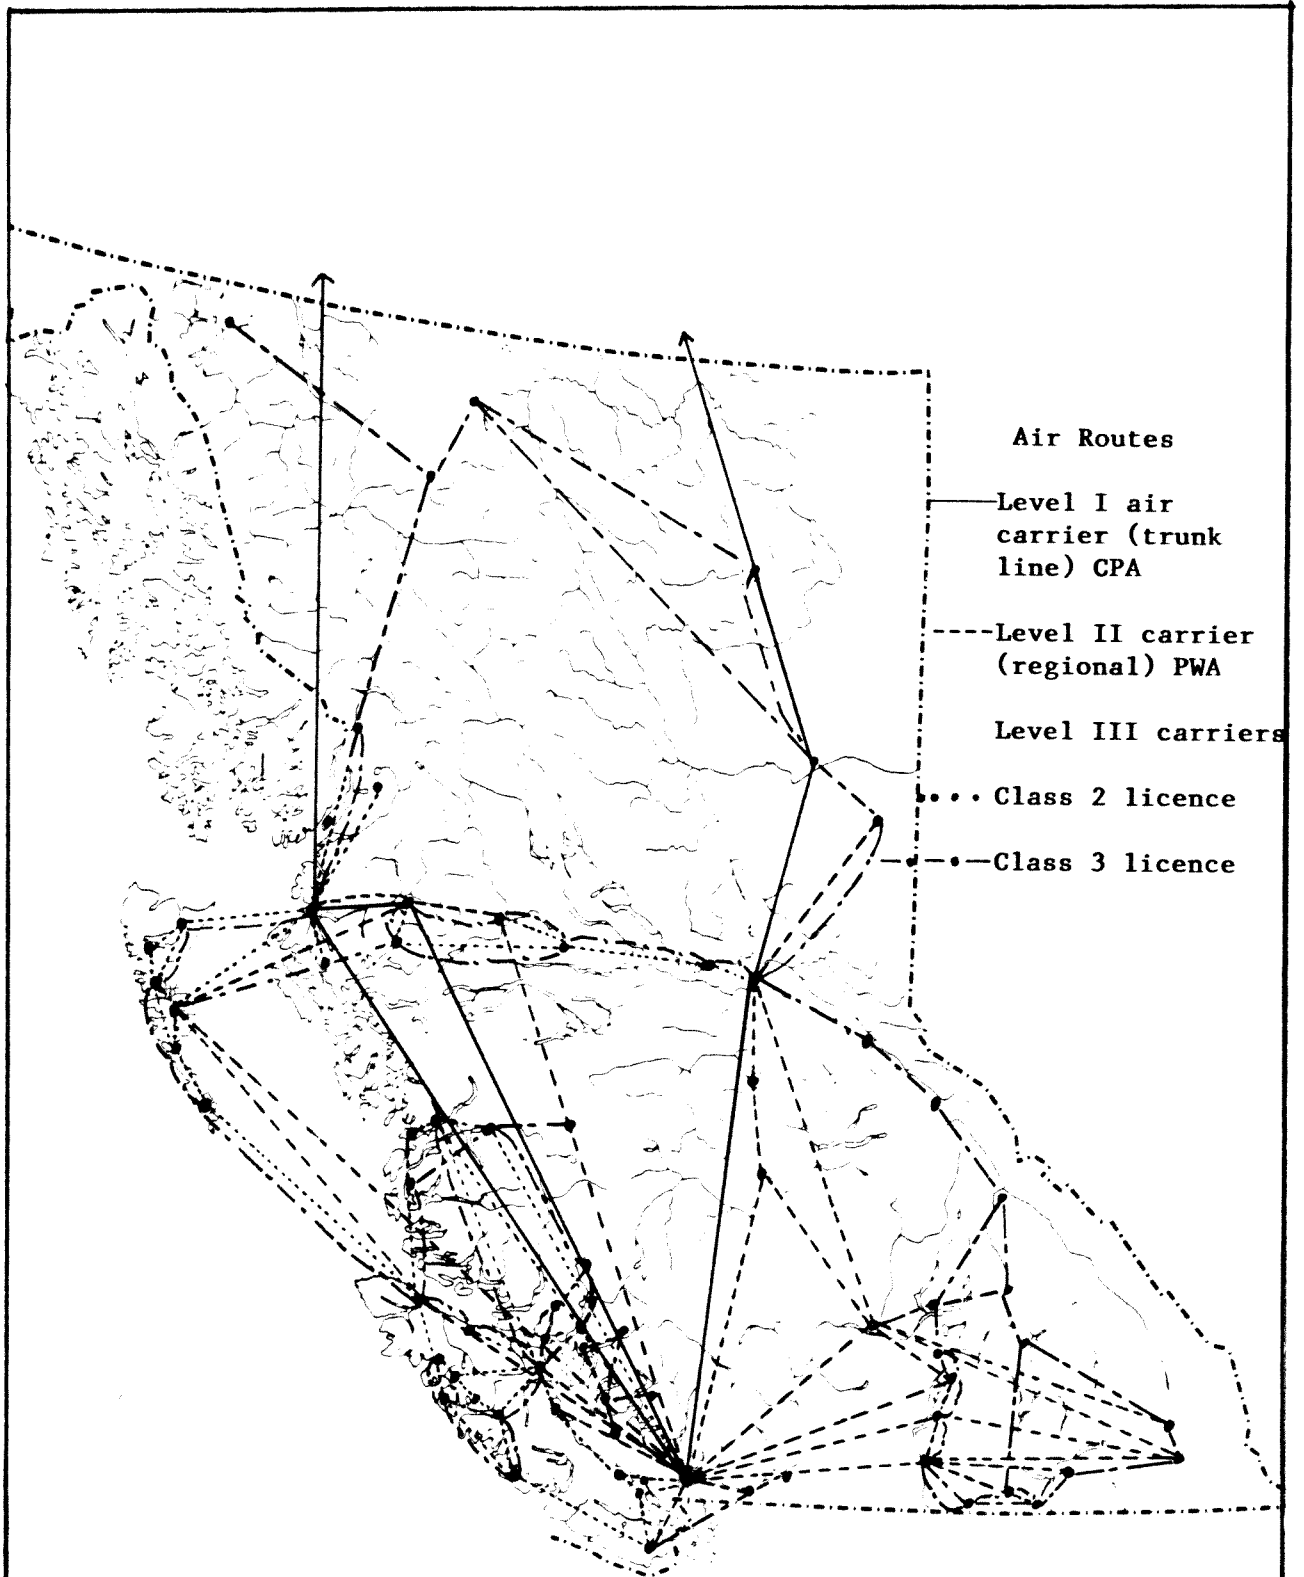 Air Routes
Level I air
carrier (trunk
line) CPA
Level II carrier
(regional) PWA
Level III carriers
Class 2 licence
Class 3 licence